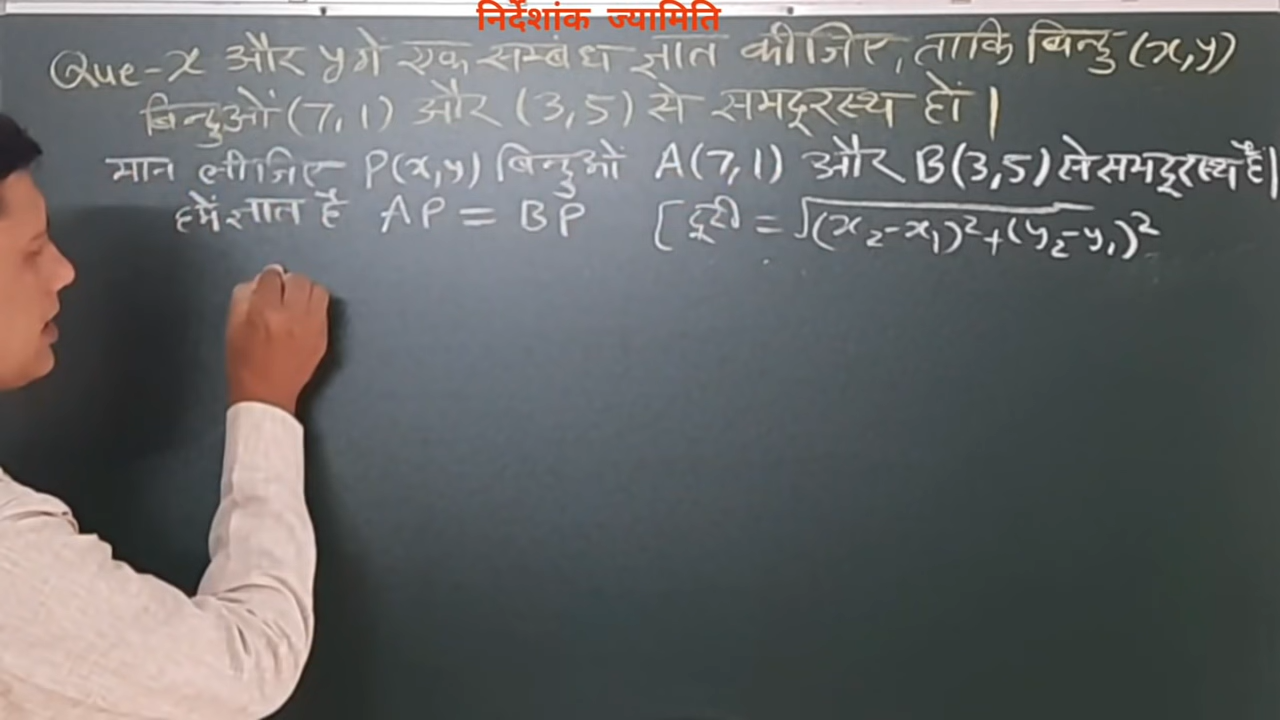 निर्देशांक ज्यामिति
Que-x और y में एक सम्बंध ज्ञात कीजिए, ताकि बिन्दु (x,y)
बिन्दुओं (7,1) और (3,5) से समदूरस्थ हों|
मान लीजिए P(x,y) बिन्दुओं A(7,1) और B(3,5) से समदूरस्थ है|
हमें ज्ञात है AP = BP [दूरी = √(x₂-x₁)²+(y₂-y₁)²